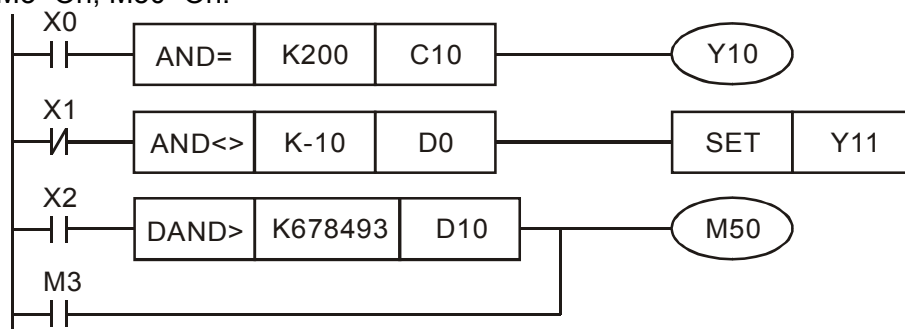 X0
AND= K200 C10 Y10
X1
AND<> K-10 D0 SET Y11
X2
DAND> K678493 D10 M50
M3